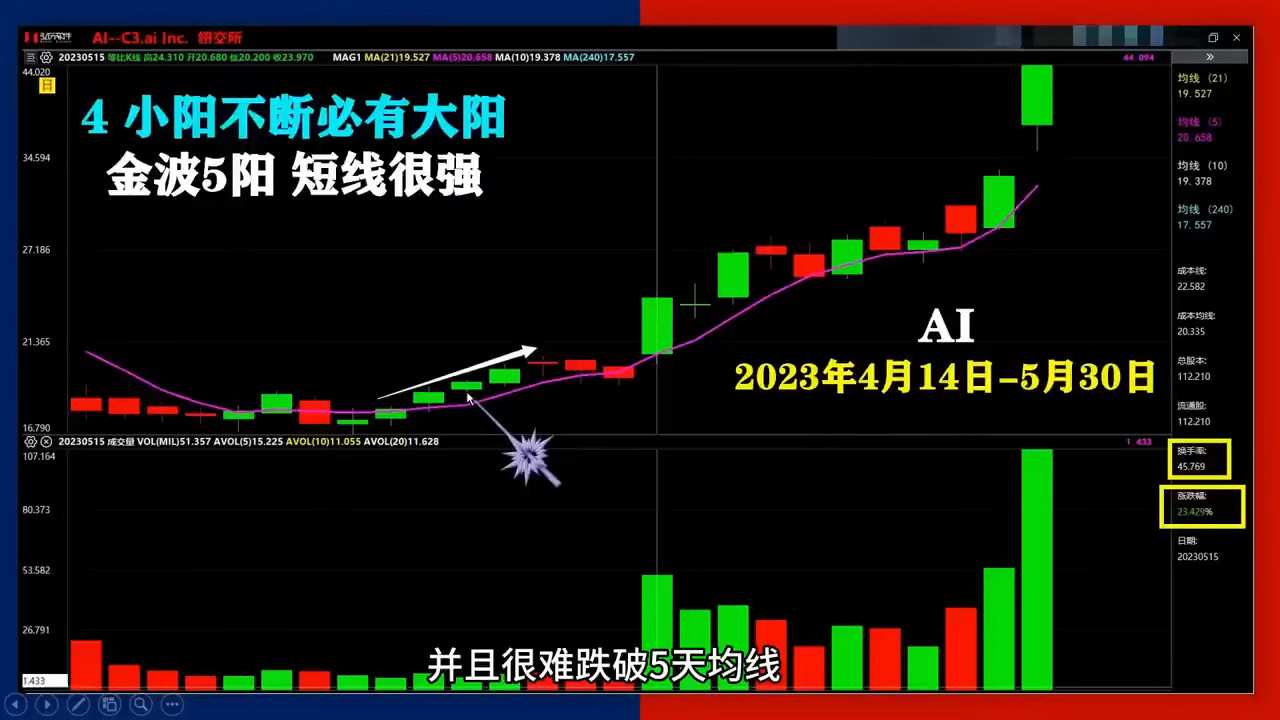 AI--C3.ai Inc. 纽交所
20230515 等比K线 高24.310 开20.680 低20.200 收23.970 MAG1 MA(21)19.527 MA(5)20.658 MA(10)19.378 MA(240)17.557
44.094
44.020
日
4 小阳不断必有大阳
金波5阳 短线很强
34.594
27.186
21.365
16.790
AI
2023年4月14日-5月30日
均线 (21)
19.527
均线 (5)
20.658
均线 (10)
19.378
均线 (240)
17.557
成本线:
22.582
成本均线:
20.335
总股本:
112.210
流通股:
112.210
换手率:
45.769
涨跌幅:
23.429%
日期:
20230515
20230515 成交量 VOL(MIL)51.357 AVOL(5)15.225 AVOL(10)11.055 AVOL(20)11.628
1.433
107.164
80.373
53.582
26.791
1.433
并且很难跌破5天均线